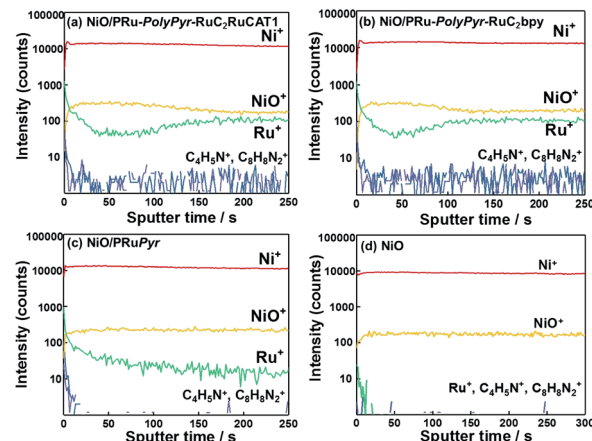 (a) NiO/PRu-PolyPyr-RuC₂RuCAT1
100000
10000
1000
100
10
Intensity (counts)
Ni⁺
NiO⁺
Ru⁺
C₄H₅N⁺, C₈H₈N₂⁺
0 50 100 150 200 250
Sputter time / s
(b) NiO/PRu-PolyPyr-RuC₂bpy
100000
10000
1000
100
10
Intensity (counts)
Ni⁺
NiO⁺
Ru⁺
C₄H₅N⁺, C₈H₈N₂⁺
0 50 100 150 200 250
Sputter time / s
(c) NiO/PRuPyr
100000
10000
1000
100
10
Intensity (counts)
Ni⁺
NiO⁺
Ru⁺
C₄H₅N⁺, C₈H₈N₂⁺
0 50 100 150 200 250
Sputter time / s
(d) NiO
100000
10000
1000
100
10
Intensity (counts)
Ni⁺
NiO⁺
Ru⁺, C₄H₅N⁺, C₈H₈N₂⁺
0 50 100 150 200 250 300
Sputter time / s